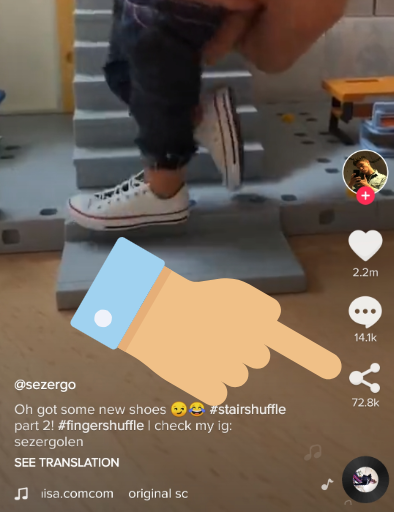 2.2m
14.1k
72.8k
@sezergo
Oh got some new shoes 😏😂 #stairshuffle
part 2! #fingershuffle | check my ig:
sezergolen
SEE TRANSLATION
iisa.comcom original sc